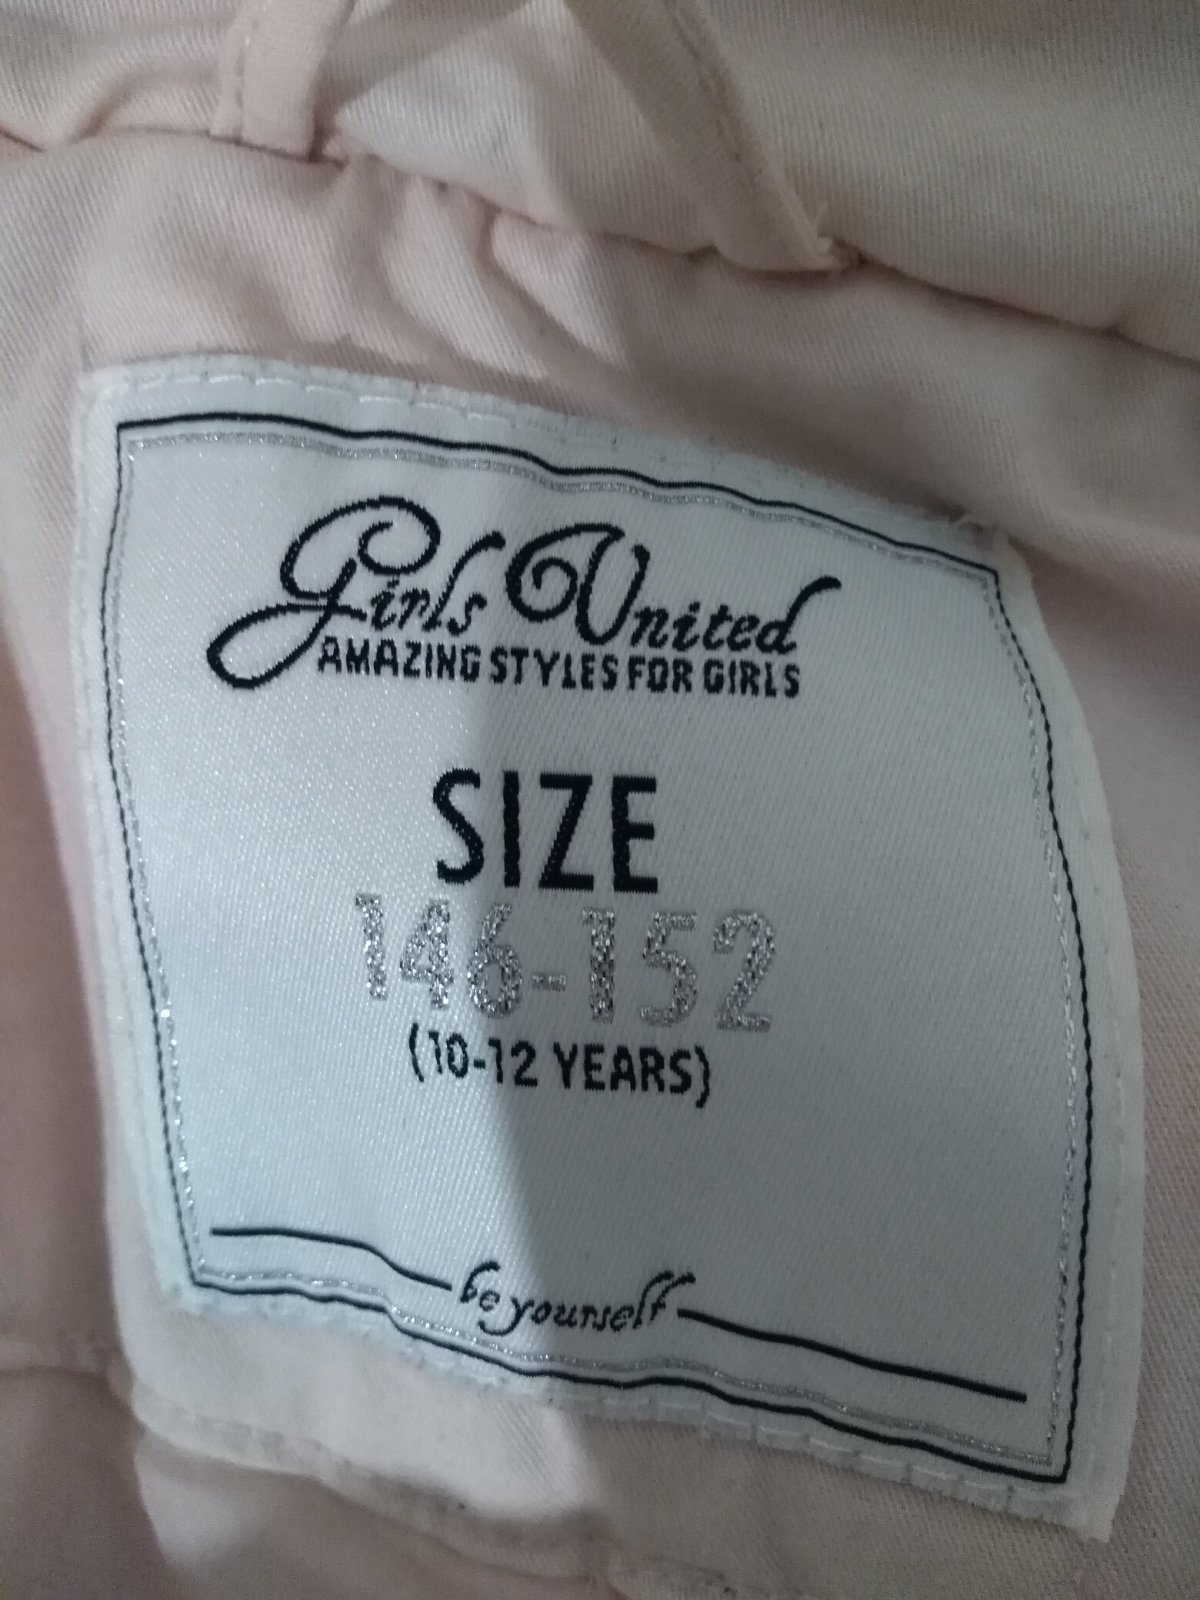 Girls United
AMAZING STYLES FOR GIRLS
SIZE
146-152
(10-12 YEARS)
be yourself